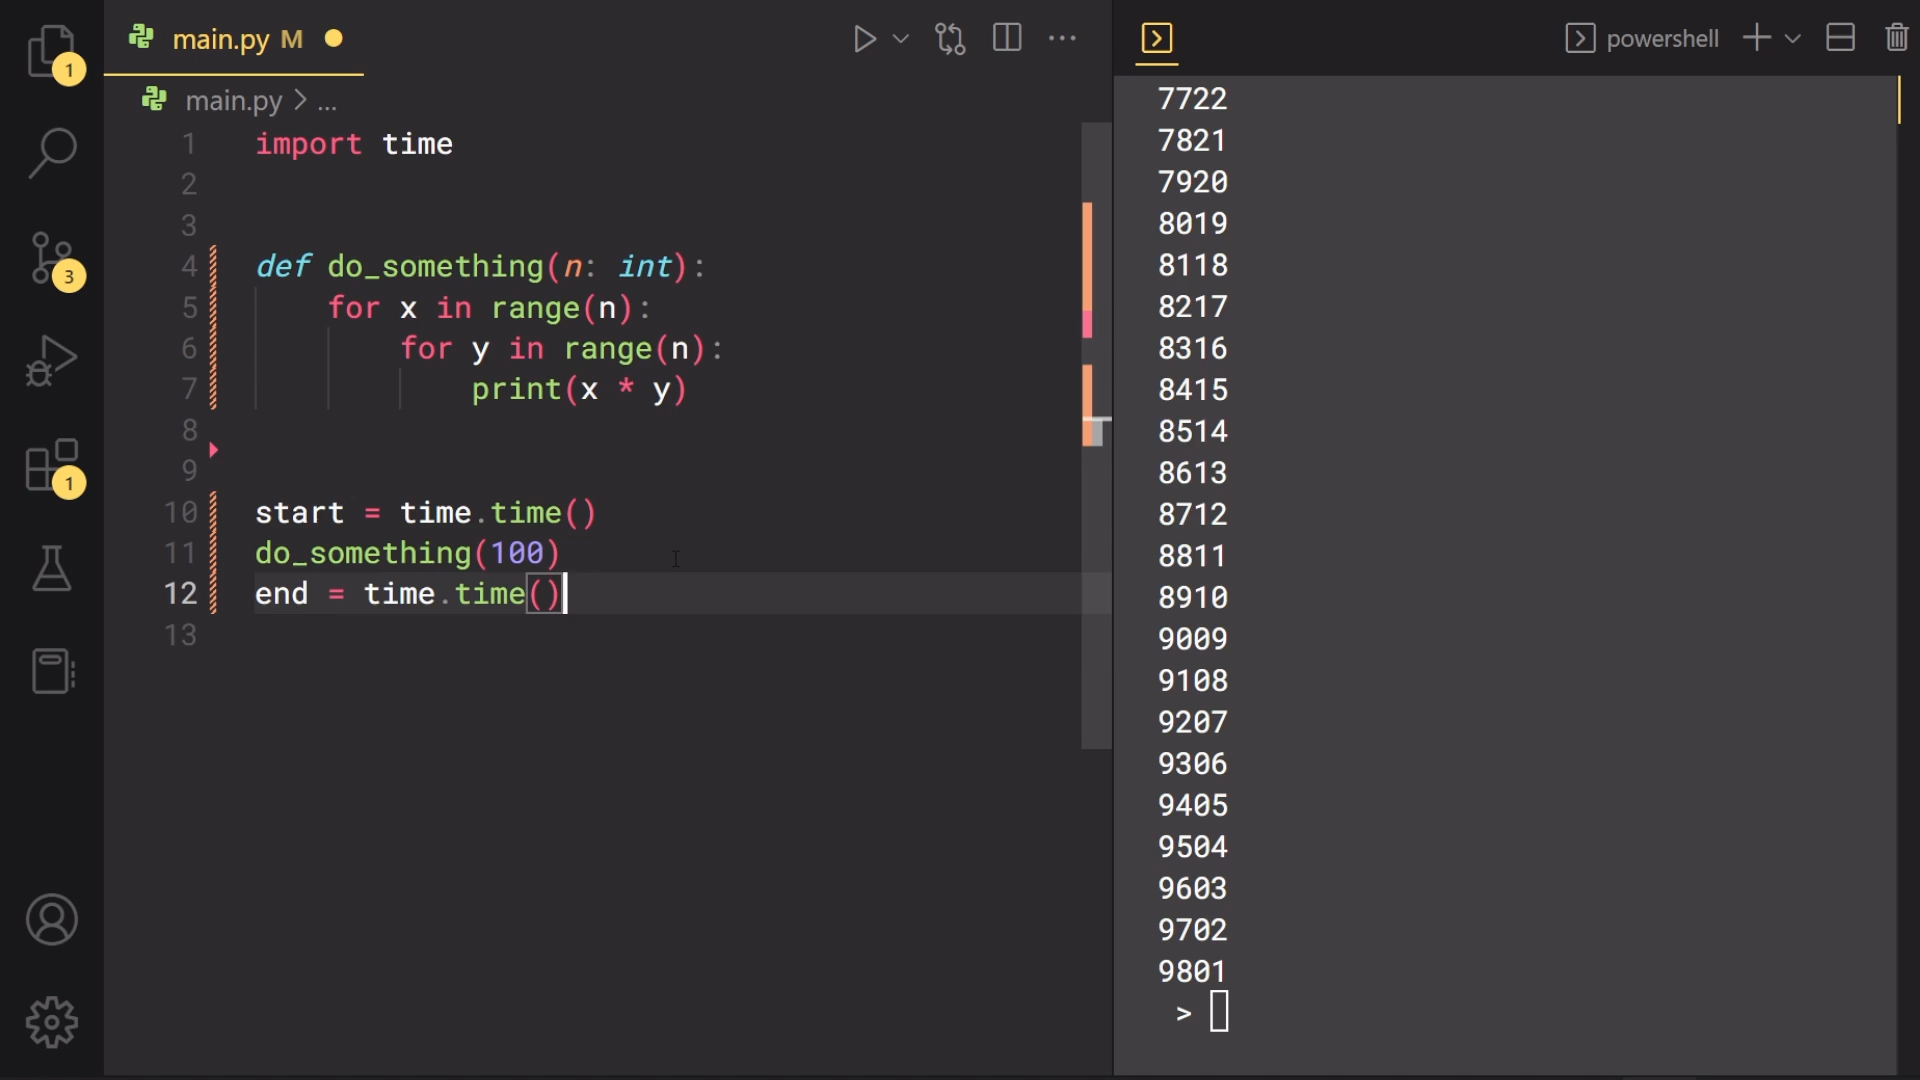 main.py M
powershell
main.py > ...
1
3
1
1 import time
2
3
4 def do_something(n: int):
5 for x in range(n):
6 for y in range(n):
7 print(x * y)
8
9
10 start = time.time()
11 do_something(100)
12 end = time.time()
13
7722
7821
7920
8019
8118
8217
8316
8415
8514
8613
8712
8811
8910
9009
9108
9207
9306
9405
9504
9603
9702
9801
>